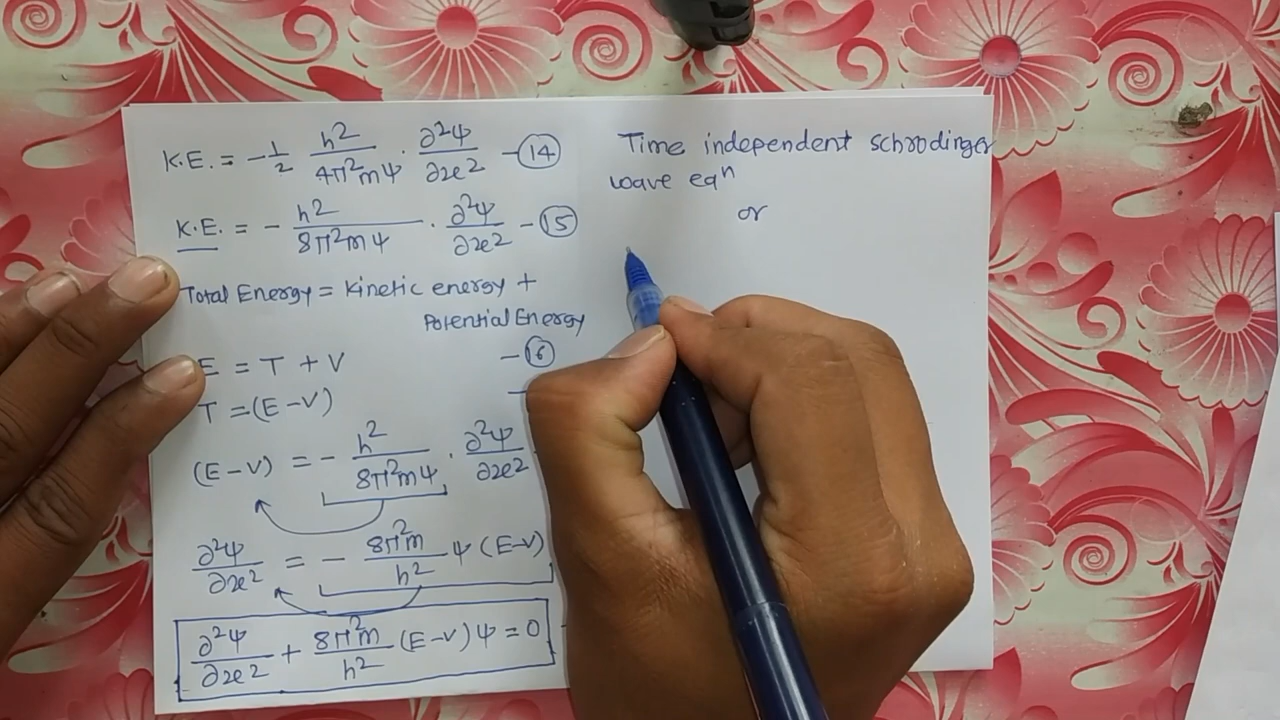 K.E. = -1/2 h²/4π²mψ · ∂²ψ/∂x² -(14)
K.E. = - h²/8π²mψ · ∂²ψ/∂x² -(15)
Total Energy = Kinetic energy +
Potential Energy
-(16)
E = T + V
T = (E-V)
(E-V) = - h²/8π²mψ · ∂²ψ/∂x²
∂²ψ/∂x² = - 8π²m/h² ψ (E-V)
∂²ψ/∂x² + 8π²m/h² (E-V) ψ = 0
Time independent schrodinger
wave eqⁿ
or